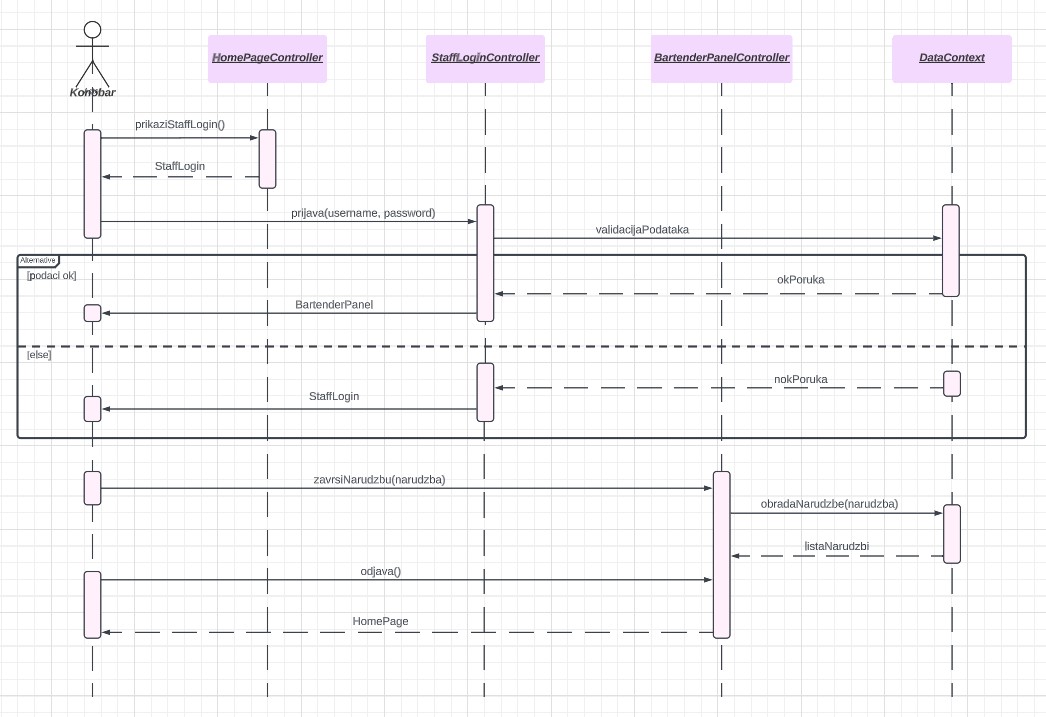 HomePageController
StaffLoginController
BartenderPanelController
DataContext
Konobar
prikaziStaffLogin()
StaffLogin
prijava(username, password)
validacijaPodataka
Alternative
[podaci ok]
okPoruka
BartenderPanel
[else]
nokPoruka
StaffLogin
zavrsiNarudzbu(narudzba)
obradaNarudzbe(narudzba)
listaNarudzbi
odjava()
HomePage